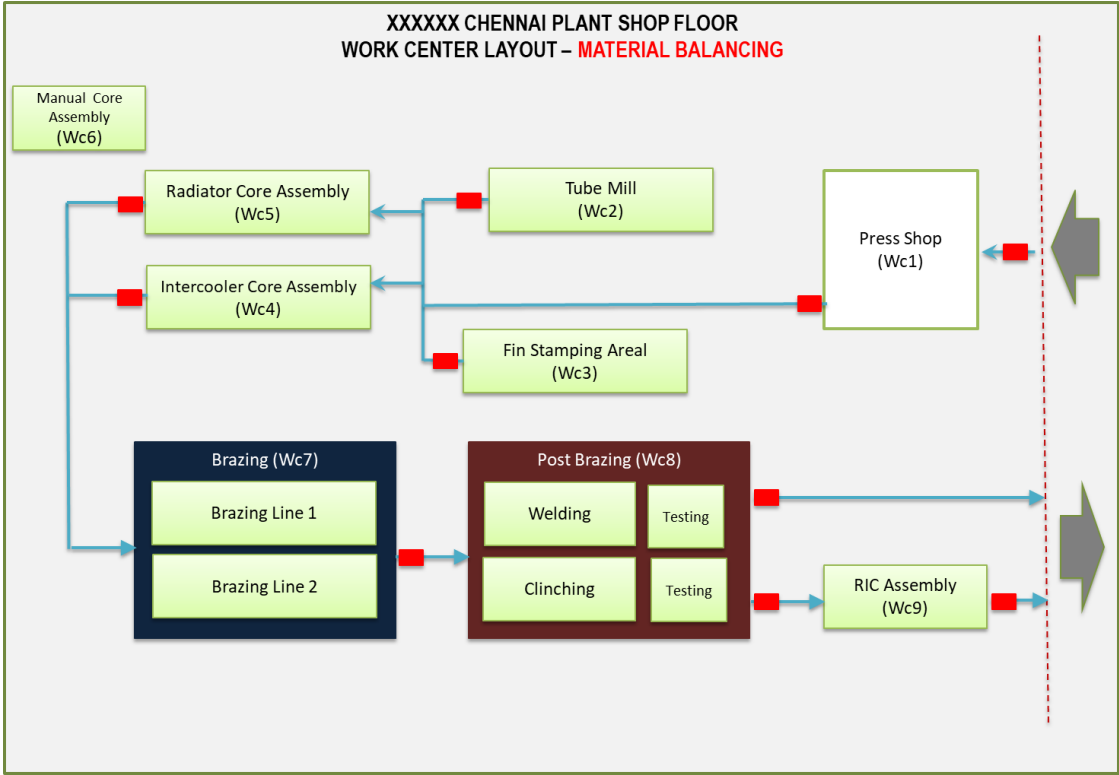 XXXXXX CHENNAI PLANT SHOP FLOOR
WORK CENTER LAYOUT – MATERIAL BALANCING
Manual Core
Assembly
(Wc6)
Radiator Core Assembly
(Wc5)
Tube Mill
(Wc2)
Press Shop
(Wc1)
Intercooler Core Assembly
(Wc4)
Fin Stamping Areal
(Wc3)
Brazing (Wc7)
Brazing Line 1
Brazing Line 2
Post Brazing (Wc8)
Welding
Testing
Clinching
Testing
RIC Assembly
(Wc9)